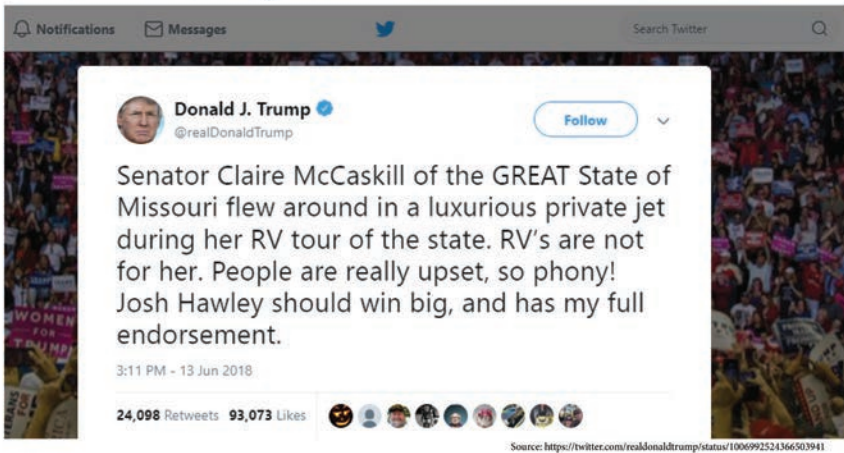 Notifications Messages Search Twitter
Donald J. Trump
@realDonaldTrump
Follow
Senator Claire McCaskill of the GREAT State of
Missouri flew around in a luxurious private jet
during her RV tour of the state. RV's are not
for her. People are really upset, so phony!
Josh Hawley should win big, and has my full
endorsement.
3:11 PM - 13 Jun 2018
24,098 Retweets 93,073 Likes
WOMEN
FOR
TRUMP
Source: https://twitter.com/realdonaldtrump/status/1006992524366503941